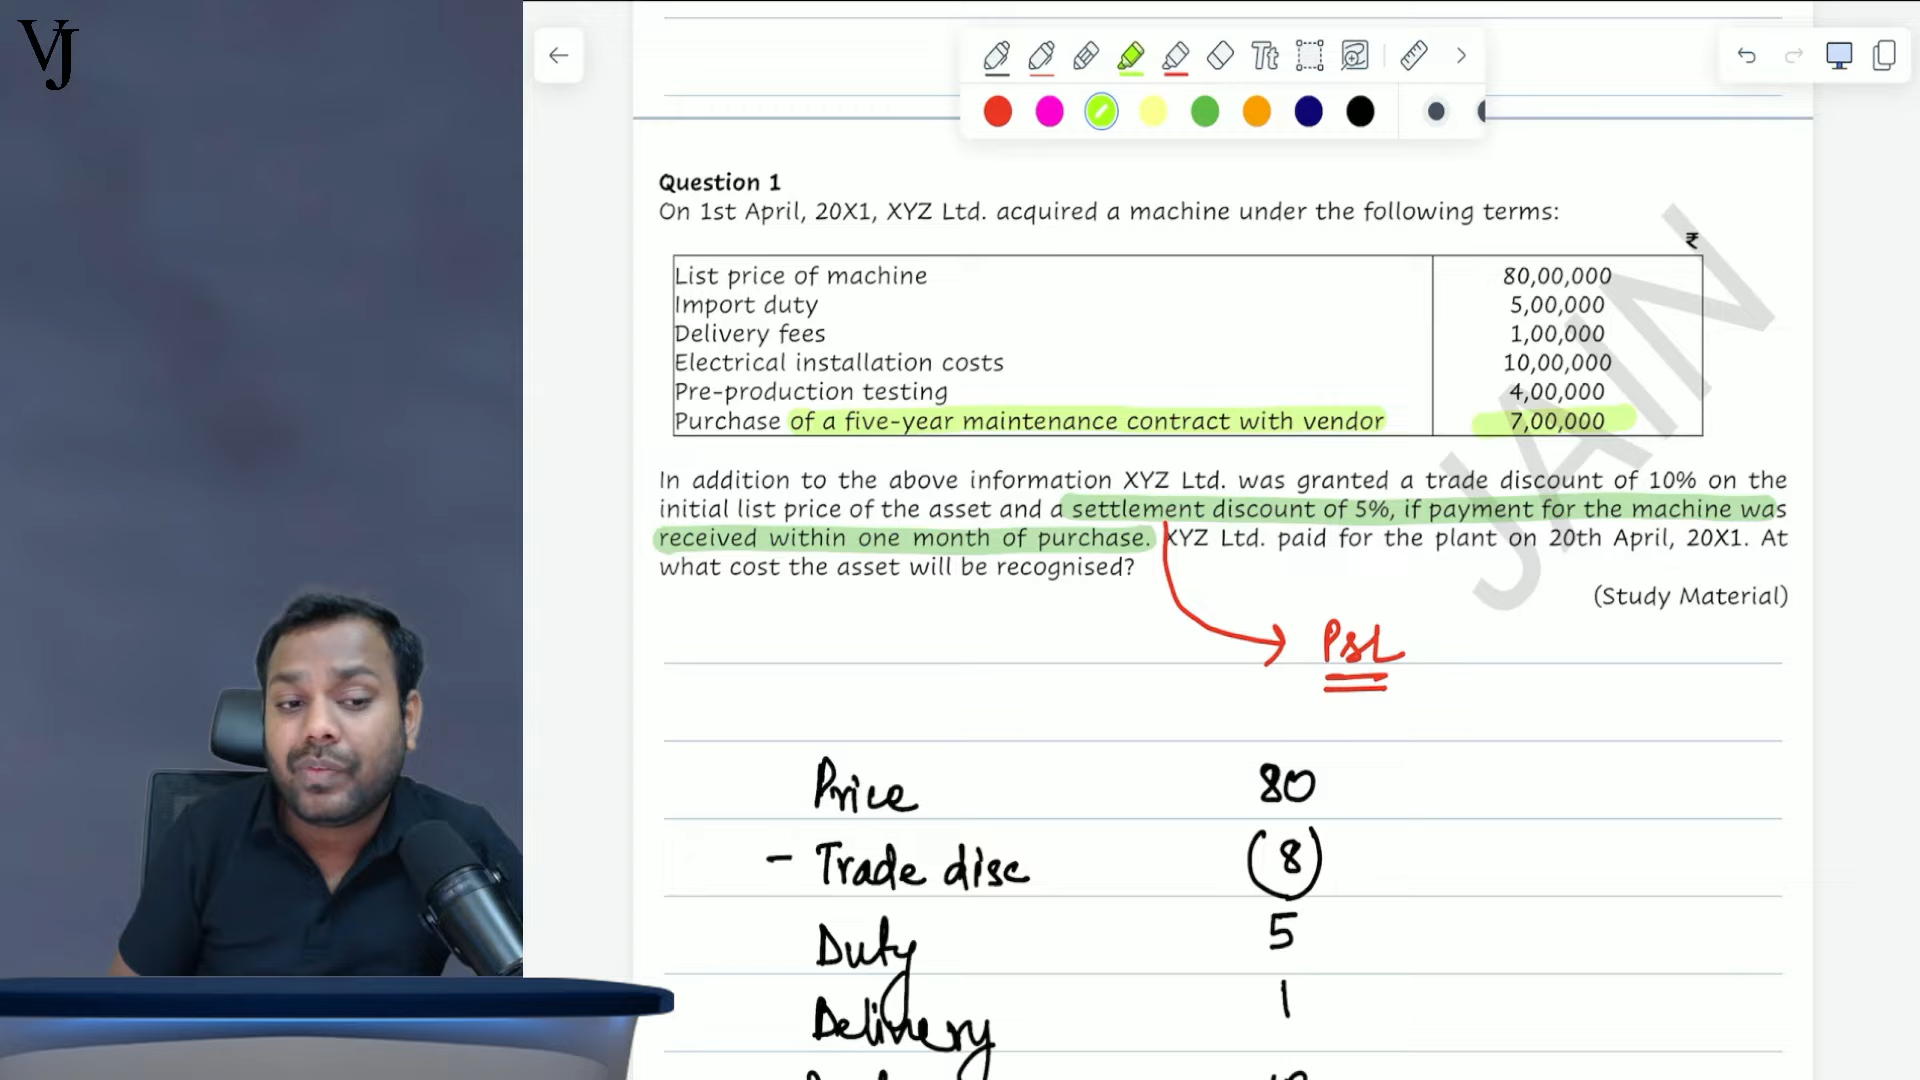 VJ
Tt
Question 1
On 1st April, 20X1, XYZ Ltd. acquired a machine under the following terms:
₹
List price of machine 80,00,000
Import duty 5,00,000
Delivery fees 1,00,000
Electrical installation costs 10,00,000
Pre-production testing 4,00,000
Purchase of a five-year maintenance contract with vendor 7,00,000
In addition to the above information XYZ Ltd. was granted a trade discount of 10% on the
initial list price of the asset and a settlement discount of 5%, if payment for the machine was
received within one month of purchase. XYZ Ltd. paid for the plant on 20th April, 20X1. At
what cost the asset will be recognised?
(Study Material)
JAIN
P&L
Price 80
- Trade disc (8)
Duty 5
Delivery 1